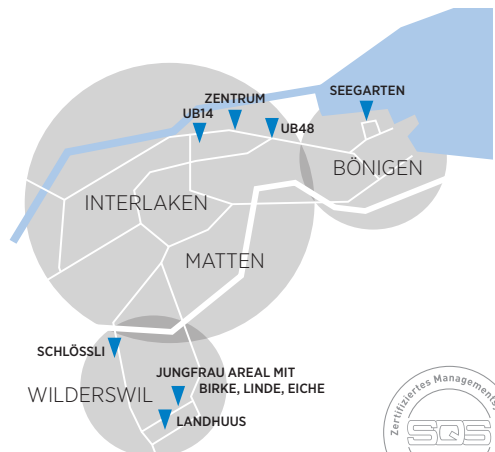 ZENTRUM
SEEGARTEN
UB14
UB48
BÖNIGEN
INTERLAKEN
MATTEN
SCHLÖSSLI
JUNGFRAU AREAL MIT
BIRKE, LINDE, EICHE
WILDERSWIL
LANDHUUS
Zertifiziertes Managements
SQS